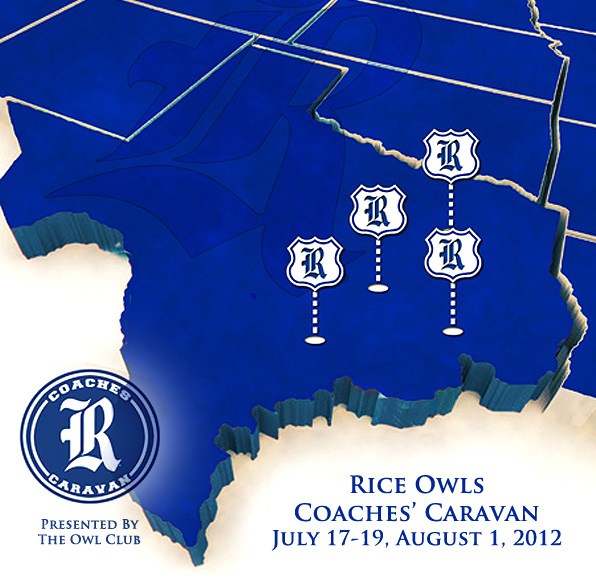 R
R
R
R
COACHES
R
CARAVAN
PRESENTED BY
THE OWL CLUB
RICE OWLS
COACHES' CARAVAN
JULY 17-19, AUGUST 1, 2012